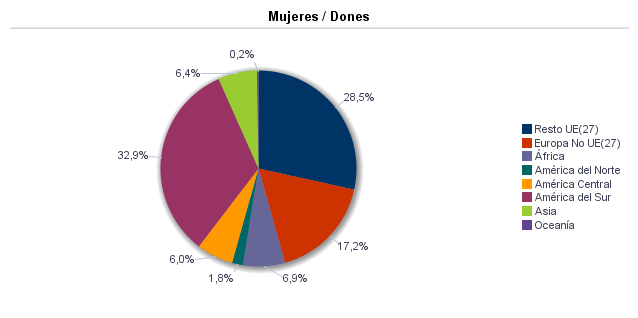 Mujeres / Dones
0,2%
6,4%
28,5%
32,9%
17,2%
6,0%
1,8%
6,9%
Resto UE(27)
Europa No UE(27)
África
América del Norte
América Central
América del Sur
Asia
Oceanía